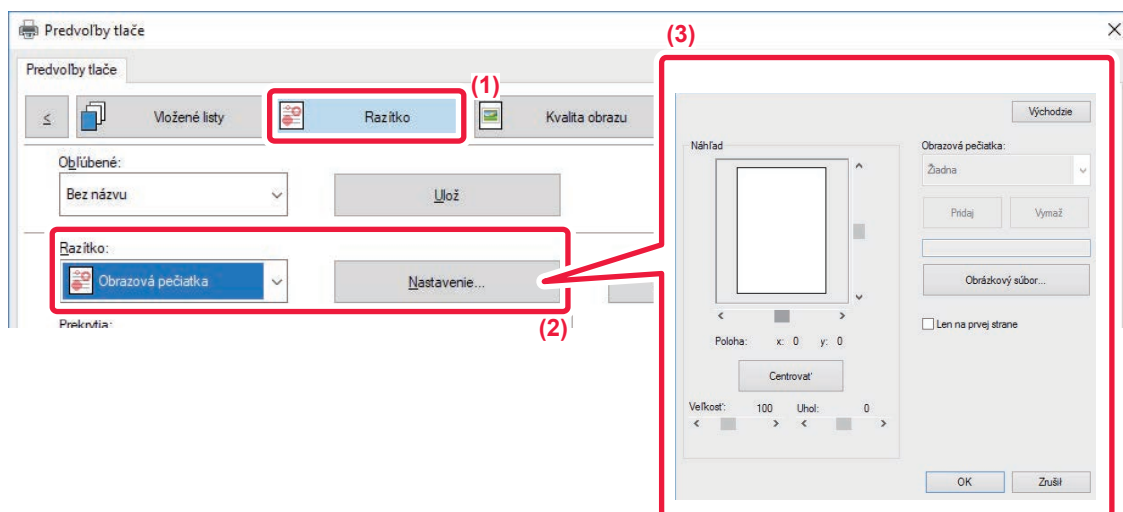 Predvoľby tlače
(3)
Predvoľby tlače
(1)
≤
Vložené listy
Razítko
Kvalita obrazu
Obľúbené:
Bez názvu
Ulož
Razítko:
Obrazová pečiatka
Nastavenie...
Prekrytia:
(2)
Východzie
Náhľad
Obrazová pečiatka:
Žiadna
Pridaj
Vymaž
Obrázkový súbor...
Len na prvej strane
Poloha: x: 0 y: 0
Centrovať
Veľkosť: 100 Uhol: 0
OK
Zrušiť